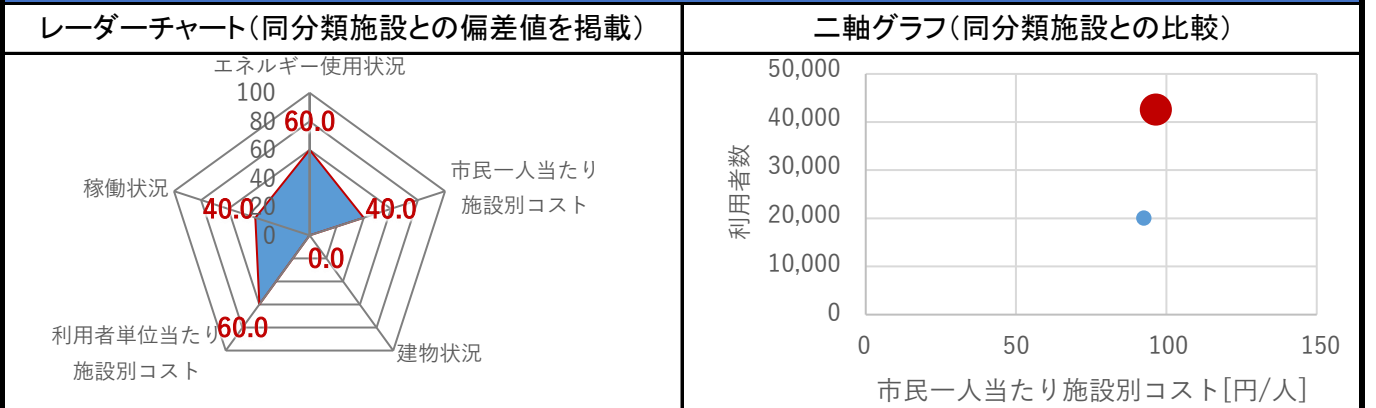 レーダーチャート（同分類施設との偏差値を掲載）
エネルギー使用状況
100
80
60
40
20
0
60.0
市民一人当たり
施設別コスト
40.0
0.0
建物状況
60.0
利用者単位当たり
施設別コスト
40.0
稼働状況
二軸グラフ（同分類施設との比較）
50,000
40,000
30,000
20,000
10,000
0
利用者数
0
50
100
150
市民一人当たり施設別コスト[円/人]